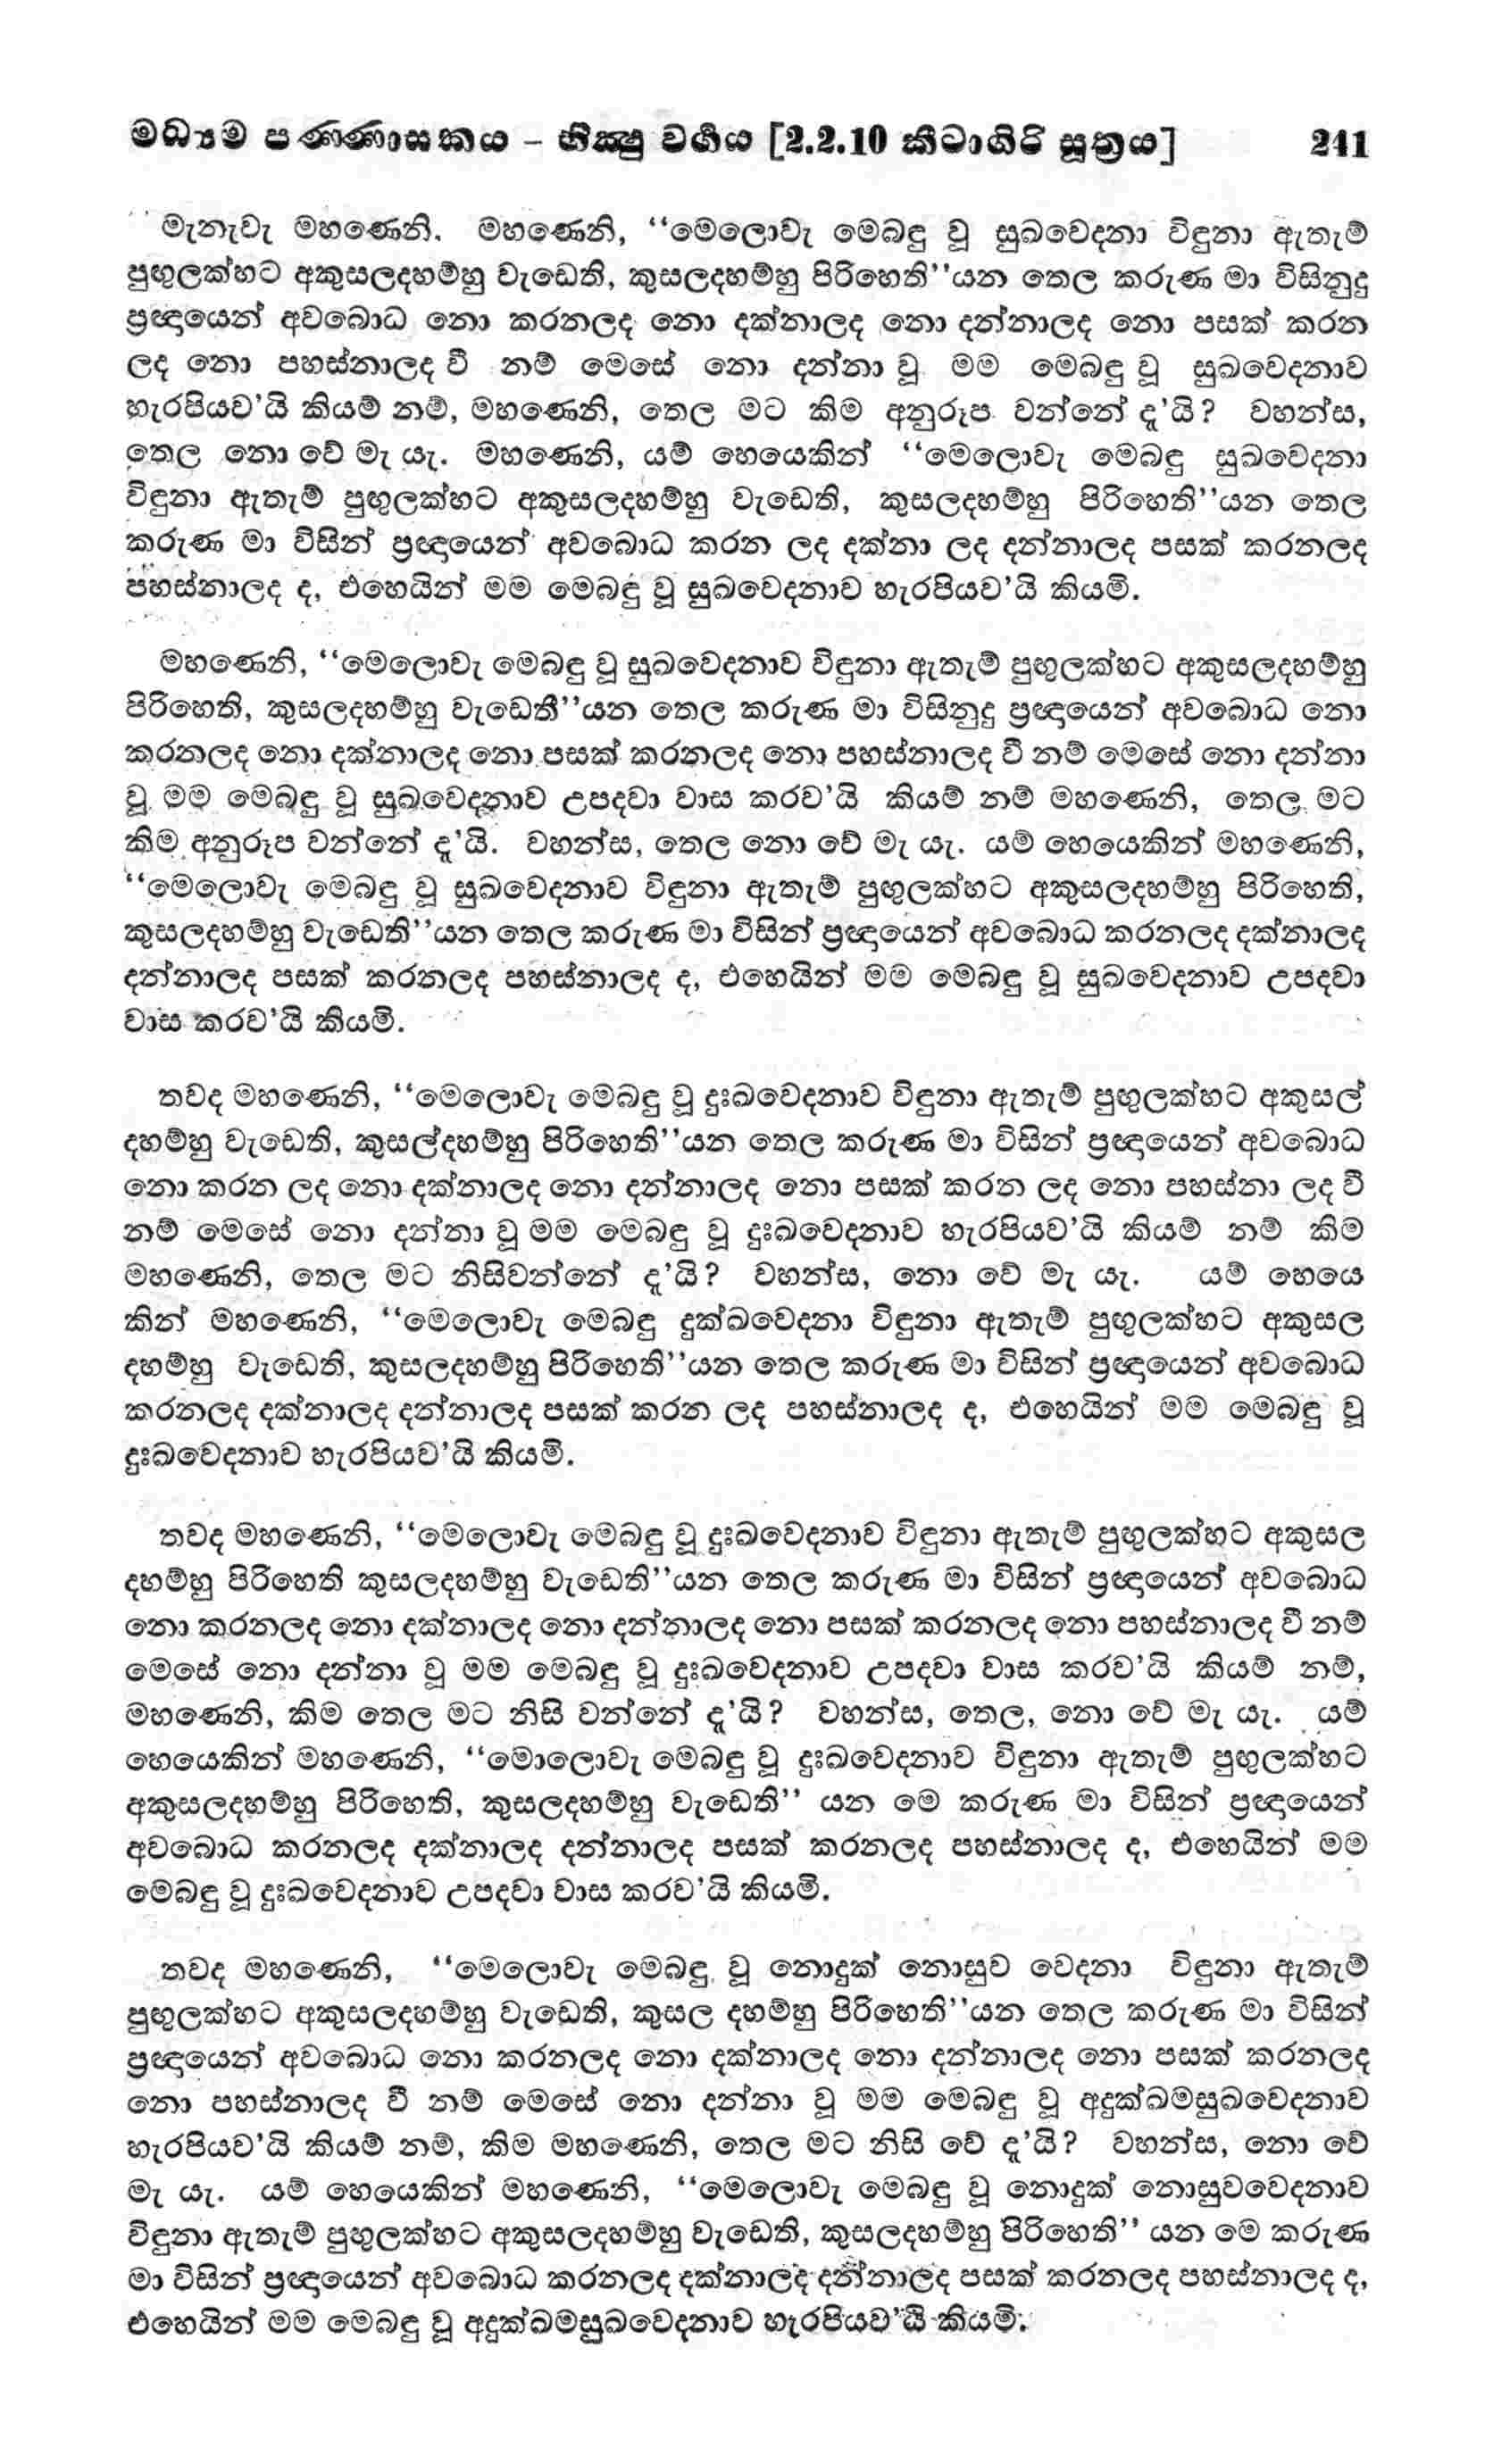 මධ්‍යම පණ්ණාසකය – භික්‍ෂු වර්‍ගය [2.2.10 කීටාගිරි සූත්‍රය] 241
මැනැවැ මහණෙනි. මහණෙනි, “මෙලොවැ මෙබඳු වූ සුඛවෙදනා විඳුනා ඇතැම්
පුඟුලක්හට අකුසලදහම්හු වැඩෙති, කුසලදහම්හු පිරිහෙති”යන තෙල කරුණ මා විසිනුදු
ප්‍රඥායෙන් අවබොධ නො කරනලද නො දක්නාලද නො දන්නාලද නො පසක් කරන
ලද නො පහස්නාලද වී නම් මෙසේ නො දන්නා වූ මම මෙබඳු වූ සුඛවෙදනාව
හැරපියව’යි කියම් නම්, මහණෙනි, තෙල මට කිම අනුරූප වන්නේ දැ’යි? වහන්ස,
තෙල නො වේ මැ යැ. මහණෙනි, යම් හෙයෙකින් “මෙලොවැ මෙබඳු සුඛවෙදනා
විඳුනා ඇතැම් පුඟුලක්හට අකුසලදහම්හු වැඩෙති, කුසලදහම්හු පිරිහෙති”යන තෙල
කරුණ මා විසින් ප්‍රඥායෙන් අවබොධ කරන ලද දක්නා ලද දන්නාලද පසක් කරනලද
පහස්නාලද ද, එහෙයින් මම මෙබඳු වූ සුඛවෙදනාව හැරපියව’යි කියමි.
මහණෙනි, “මෙලොවැ මෙබඳු වූ සුඛවෙදනාව විඳුනා ඇතැම් පුඟුලක්හට අකුසලදහම්හු
පිරිහෙති, කුසලදහම්හු වැඩෙතී”යන තෙල කරුණ මා විසිනුදු ප්‍රඥායෙන් අවබොධ නො
කරනලද නො දක්නාලද නො පසක් කරනලද නො පහස්නාලද වී නම් මෙසේ නො දන්නා
වූ මම මෙබඳු වූ සුඛවෙදනාව උපදවා වාස කරව’යි කියම් නම් මහණෙනි, තෙල මට
කිම අනුරූප වන්නේ දැ’යි. වහන්ස, තෙල නො වේ මැ යැ. යම් හෙයෙකින් මහණෙනි,
“මෙලොවැ මෙබඳු වූ සුඛවෙදනාව විඳුනා ඇතැම් පුඟුලක්හට අකුසලදහම්හු පිරිහෙති,
කුසලදහම්හු වැඩෙති”යන තෙල කරුණ මා විසින් ප්‍රඥායෙන් අවබොධ කරනලද දක්නාලද
දන්නාලද පසක් කරනලද පහස්නාලද ද, එහෙයින් මම මෙබඳු වූ සුඛවෙදනාව උපදවා
වාස කරව’යි කියමි.
තවද මහණෙනි, “මෙලොවැ මෙබඳු වූ දුඃඛවෙදනාව විඳුනා ඇතැම් පුඟුලක්හට අකුසල්
දහම්හු වැඩෙති, කුසල්දහම්හු පිරිහෙති”යන තෙල කරුණ මා විසින් ප්‍රඥායෙන් අවබොධ
නො කරන ලද නො දක්නාලද නො දන්නාලද නො පසක් කරන ලද නො පහස්නා ලද වී
නම් මෙසේ නො දන්නා වූ මම මෙබඳු වූ දුඃඛවෙදනාව හැරපියව’යි කියම් නම් කිම
මහණෙනි, තෙල මට නිසිවන්නේ දැ’යි? වහන්ස, නො වේ මැ යැ. යම් හෙයෙ
කින් මහණෙනි, “මෙලොවැ මෙබඳු දුක්ඛවෙදනා විඳුනා ඇතැම් පුඟුලක්හට අකුසල
දහම්හු වැඩෙති, කුසලදහම්හු පිරිහෙති”යන තෙල කරුණ මා විසින් ප්‍රඥායෙන් අවබොධ
කරනලද දක්නාලද දන්නාලද පසක් කරන ලද පහස්නාලද ද, එහෙයින් මම මෙබඳු වූ
දුඃඛවෙදනාව හැරපියව’යි කියමි.
තවද මහණෙනි, “මෙලොවැ මෙබඳු වූ දුඃඛවෙදනාව විඳුනා ඇතැම් පුඟුලක්හට අකුසල
දහම්හු පිරිහෙති කුසලදහම්හු වැඩෙති”යන තෙල කරුණ මා විසින් ප්‍රඥායෙන් අවබොධ
නො කරනලද නො දක්නාලද නො දන්නාලද නො පසක් කරනලද නො පහස්නාලද වී නම්
මෙසේ නො දන්නා වූ මම මෙබඳු වූ දුඃඛවෙදනාව උපදවා වාස කරව’යි කියම් නම්,
මහණෙනි, කිම තෙල මට නිසි වන්නේ දැ’යි? වහන්ස, තෙල, නො වේ මැ යැ. යම්
හෙයෙකින් මහණෙනි, “මොලොවැ මෙබඳු වූ දුඃඛවෙදනාව විඳුනා ඇතැම් පුඟුලක්හට
අකුසලදහම්හු පිරිහෙති, කුසලදහම්හු වැඩෙති” යන මෙ කරුණ මා විසින් ප්‍රඥායෙන්
අවබොධ කරනලද දක්නාලද දන්නාලද පසක් කරනලද පහස්නාලද ද, එහෙයින් මම
මෙබඳු වූ දුඃඛවෙදනාව උපදවා වාස කරව’යි කියමි.
තවද මහණෙනි, “මෙලොවැ මෙබඳු වූ නොදුක් නොසුව වෙදනා විඳුනා ඇතැම්
පුඟුලක්හට අකුසලදහම්හු වැඩෙති, කුසල දහම්හු පිරිහෙති”යන තෙල කරුණ මා විසින්
ප්‍රඥායෙන් අවබොධ නො කරනලද නො දක්නාලද නො දන්නාලද නො පසක් කරනලද
නො පහස්නාලද වී නම් මෙසේ නො දන්නා වූ මම මෙබඳු වූ අදුක්ඛමසුඛවෙදනාව
හැරපියව’යි කියම් නම්, කිම මහණෙනි, තෙල මට නිසි වේ දැ’යි? වහන්ස, නො වේ
මැ යැ. යම් හෙයෙකින් මහණෙනි, “මෙලොවැ මෙබඳු වූ නොදුක් නොසුවවෙදනාව
විඳුනා ඇතැම් පුඟුලක්හට අකුසලදහම්හු වැඩෙති, කුසලදහම්හු පිරිහෙති” යන මෙ කරුණ
මා විසින් ප්‍රඥායෙන් අවබොධ කරනලද දක්නාලද දන්නාලද පසක් කරනලද පහස්නාලද ද,
එහෙයින් මම මෙබඳු වූ අදුක්ඛමසුඛවෙදනාව හැරපියව’යි කියමි.